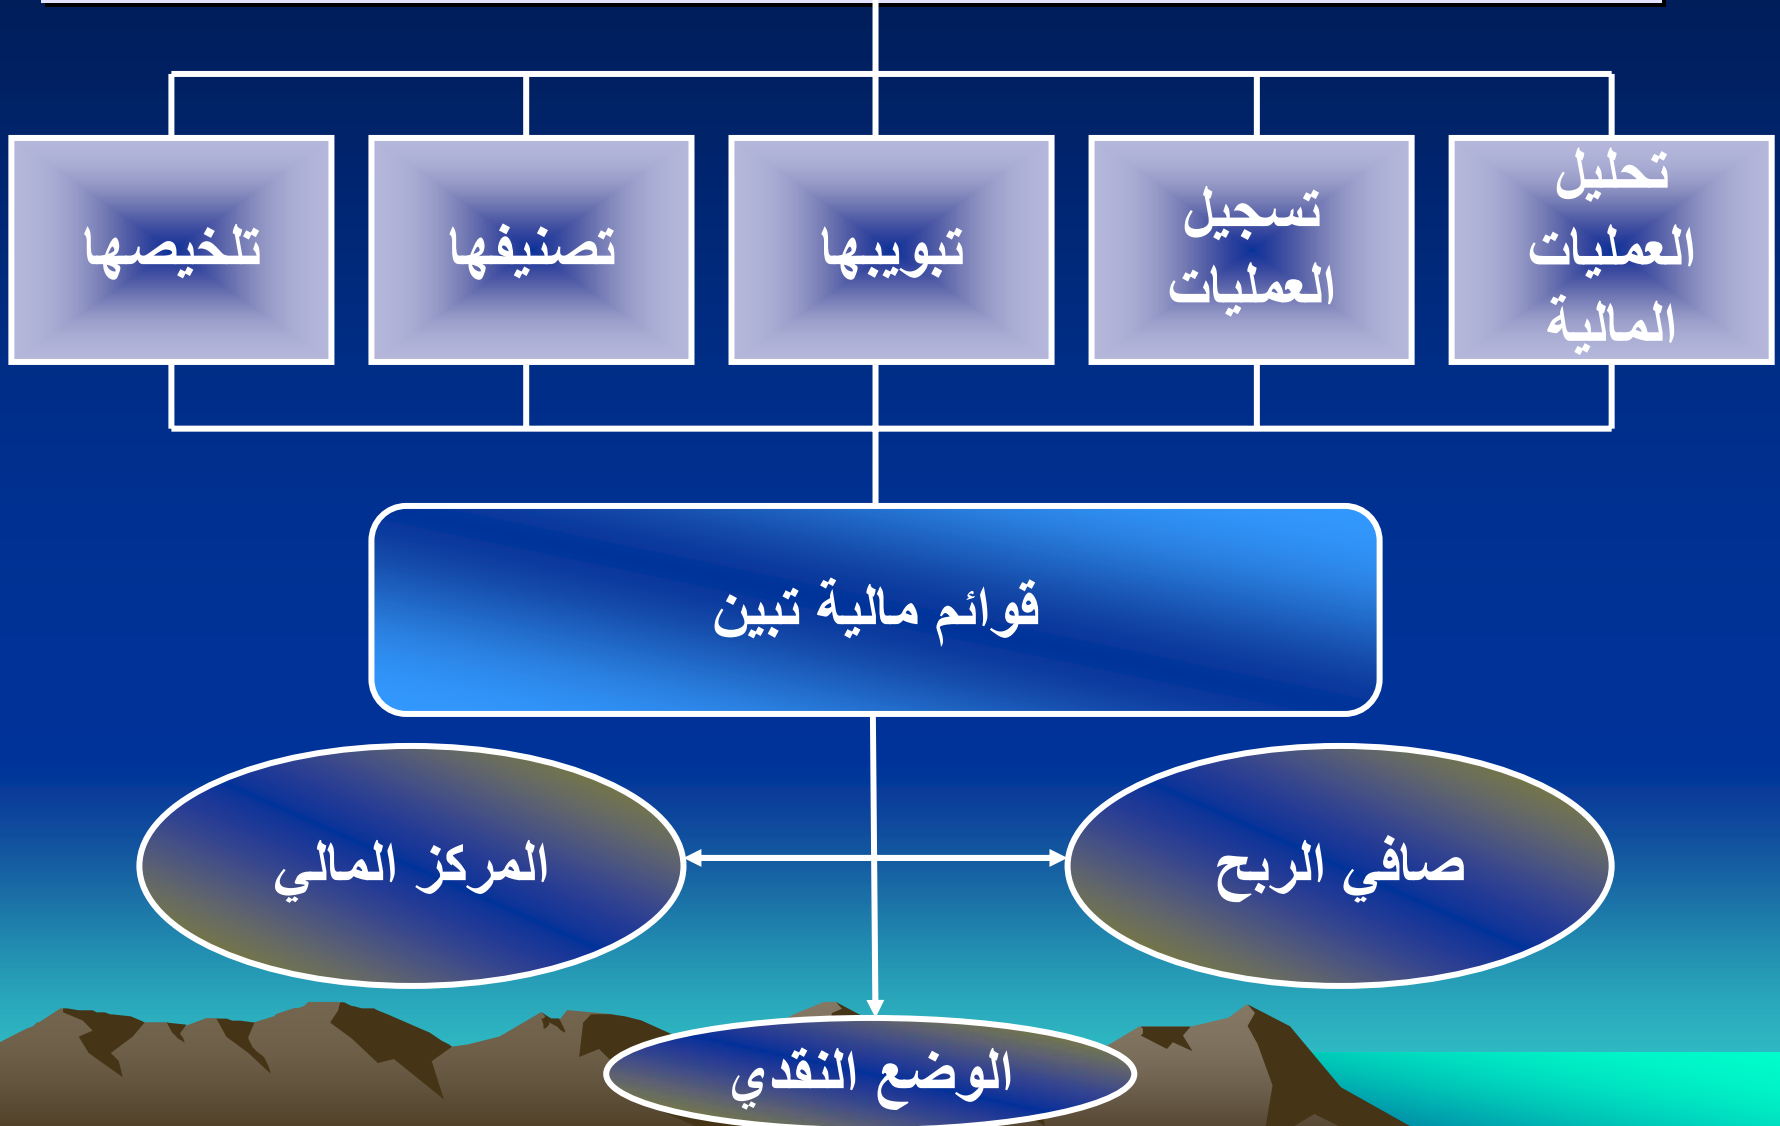 تحليل
العمليات
المالية
تسجيل
العمليات
تبويبها
تصنيفها
تلخيصها
قوائم مالية تبين
صافي الربح
المركز المالي
الوضع النقدي